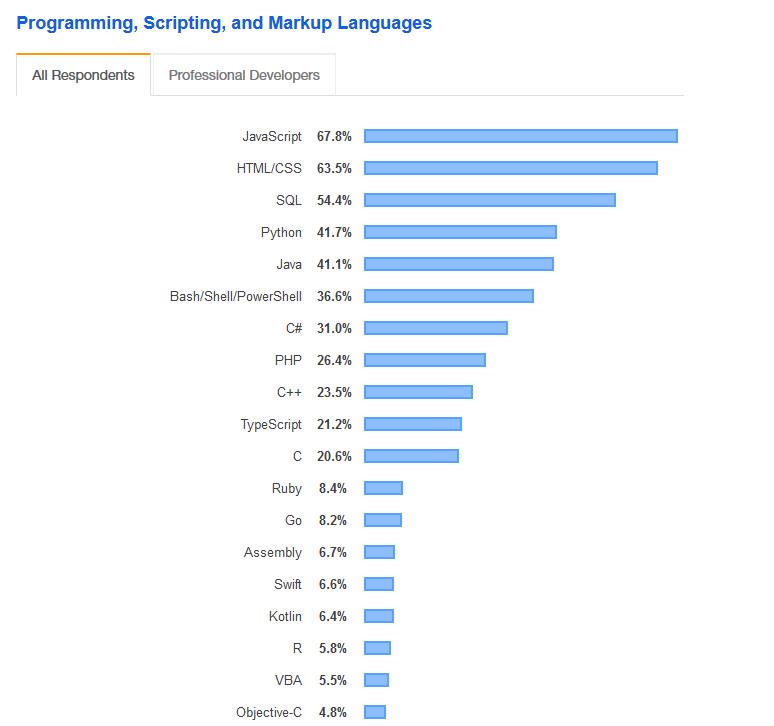 Programming, Scripting, and Markup Languages
All Respondents Professional Developers
JavaScript 67.8%
HTML/CSS 63.5%
SQL 54.4%
Python 41.7%
Java 41.1%
Bash/Shell/PowerShell 36.6%
C# 31.0%
PHP 26.4%
C++ 23.5%
TypeScript 21.2%
C 20.6%
Ruby 8.4%
Go 8.2%
Assembly 6.7%
Swift 6.6%
Kotlin 6.4%
R 5.8%
VBA 5.5%
Objective-C 4.8%